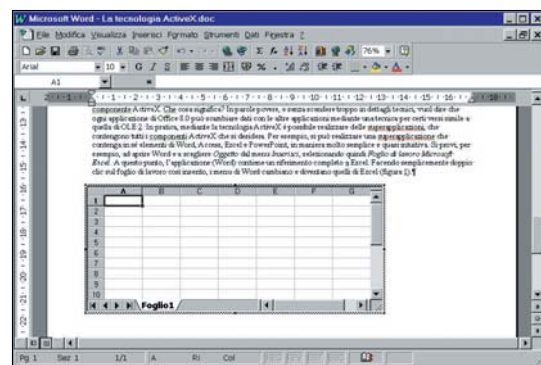 Microsoft Word - La tecnologia ActiveX.doc
File Modifica Visualizza Inserisci Formato Strumenti Dati Finestra ?
76%
Arial 10 G C S
A1 =
componente ActiveX. Che cosa significa? In parole povere, e senza scendere troppo in dettagli tecnici, vuol dire che
ogni applicazione di Office 8.0 può scambiare dati con le altre applicazioni mediante una tecnica per certi versi simile a
quella di OLE 2. In pratica, mediante la tecnologia ActiveX è possibile realizzare delle superapplicazioni, che
contengono tutti i componenti ActiveX che si desidera. Per esempio, si può realizzare una superapplicazione che
contenga in sé elementi di Word, Access, Excel e PowerPoint, in maniera molto semplice e quasi intuitiva. Si provi, per
esempio, ad aprire Word e a scegliere Oggetto dal menu Inserisci, selezionando quindi Foglio di lavoro Microsoft
Excel. A questo punto, l'applicazione (Word) contiene un riferimento completo a Excel. Facendo semplicemente doppio
clic sul foglio di lavoro così inserito, i menu di Word cambiano e diventano quelli di Excel (figura 1).¶
A B C D E F G
1
2
3
4
5
6
7
8
9
10
Foglio1
Pg 1 Sez 1 1/1 A Ri Col